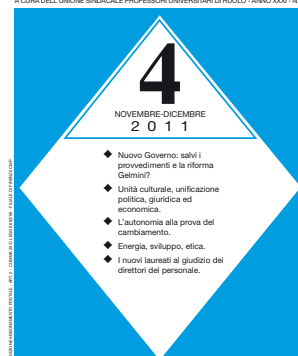 A CURA DELL'UNIONE SINDACALE PROFESSORI UNIVERSITARI DI RUOLO - ANNO XXXI - N.
4
NOVEMBRE-DICEMBRE
2011
◆ Nuovo Governo: salvi i
provvedimenti e la riforma
Gelmini?
◆ Unità culturale, unificazione
politica, giuridica ed
economica.
◆ L'autonomia alla prova del
cambiamento.
◆ Energia, sviluppo, etica.
◆ I nuovi laureati al giudizio dei
direttori del personale.